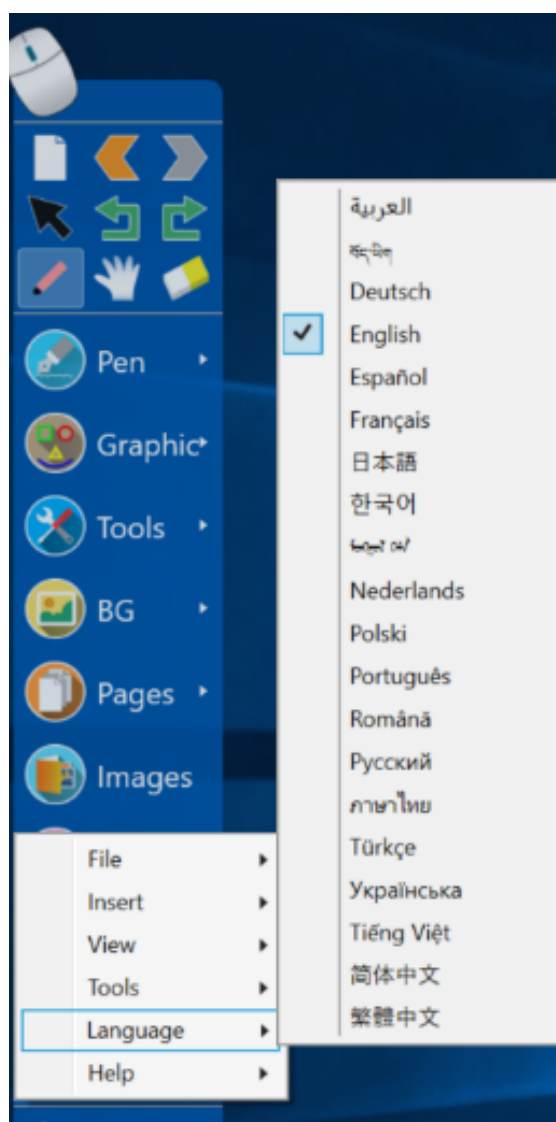 Pen
Graphic
Tools
BG
Pages
Images
File
Insert
View
Tools
Language
Help
العربية
བོད་ཡིག
Deutsch
English
Español
Français
日本語
한국어
Nederlands
Polski
Português
Română
Русский
ภาษาไทย
Türkçe
Українська
Tiếng Việt
简体中文
繁體中文